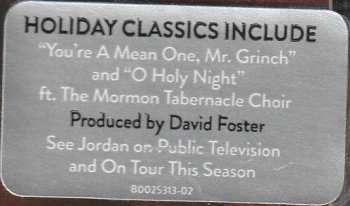 HOLIDAY CLASSICS INCLUDE
“You're A Mean One, Mr. Grinch”
and “O Holy Night”
ft. The Mormon Tabernacle Choir
Produced by David Foster
See Jordan on Public Television
and On Tour This Season
B0025313-02